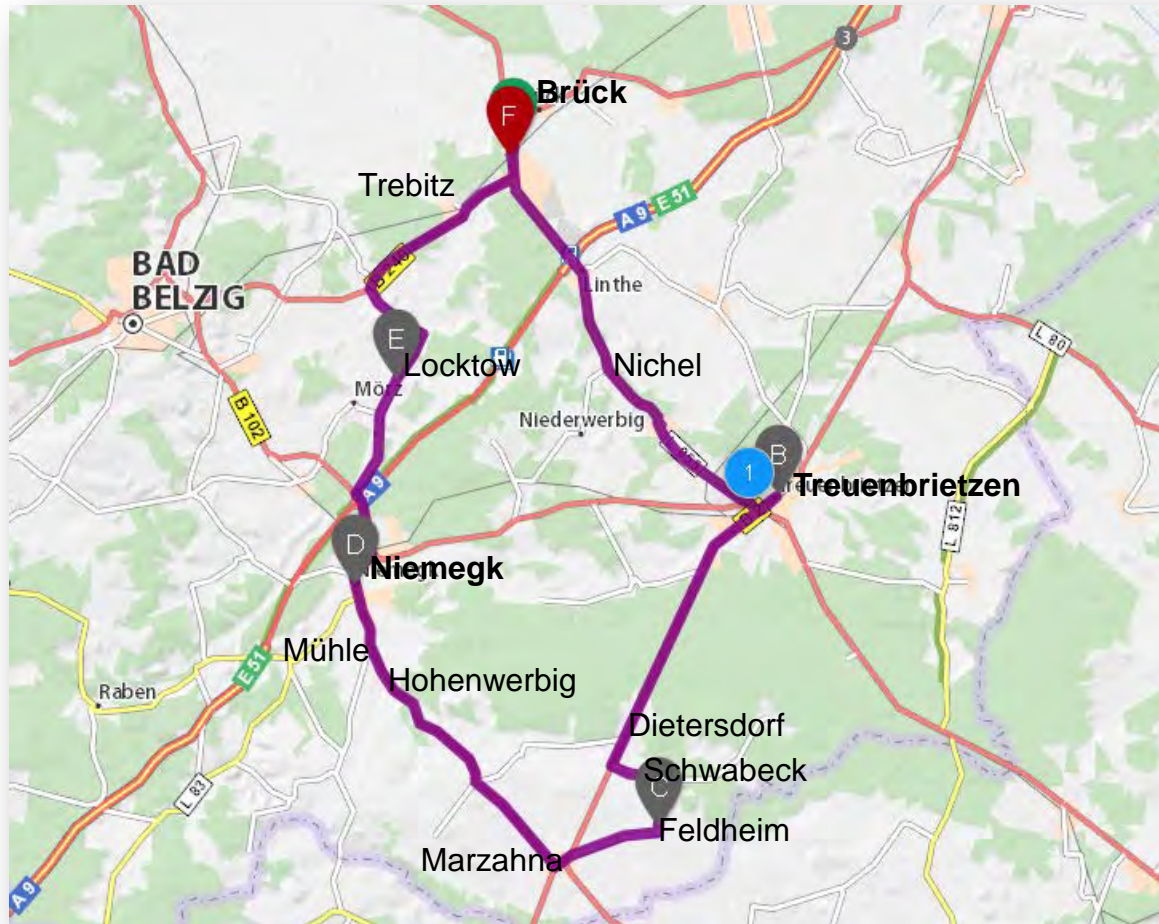 3
F
Brück
Trebitz
A 9
E 51
BAD
BELZIG
B 246
Linthe
L 80
E
Locktow
Nichel
Mörz
B 102
Niederwerbig
B
1
Treuenbrietzen
A 9
L 812
D
Niemegk
Mühle
E 51
Hohenwerbig
Raben
Dietersdorf
Schwabeck
C
L 83
Feldheim
Marzahna
A 9